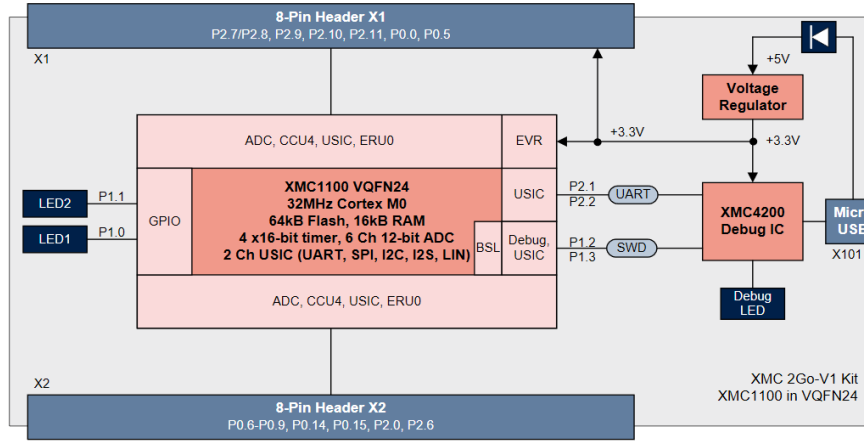 8-Pin Header X1
P2.7/P2.8, P2.9, P2.10, P2.11, P0.0, P0.5
X1
+5V
Voltage
Regulator
+3.3V
+3.3V
ADC, CCU4, USIC, ERU0
EVR
P1.1
LED2
P1.0
LED1
GPIO
XMC1100 VQFN24
32MHz Cortex M0
64kB Flash, 16kB RAM
4 x16-bit timer, 6 Ch 12-bit ADC
2 Ch USIC (UART, SPI, I2C, I2S, LIN)
USIC
P2.1
P2.2
UART
BSL
Debug,
USIC
P1.2
P1.3
SWD
XMC4200
Debug IC
Micr
USB
X101
Debug
LED
ADC, CCU4, USIC, ERU0
X2
8-Pin Header X2
P0.6-P0.9, P0.14, P0.15, P2.0, P2.6
XMC 2Go-V1 Kit
XMC1100 in VQFN24